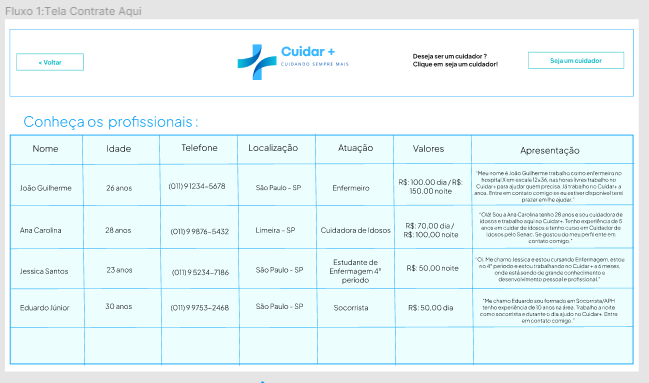 Fluxo 1:Tela Contrate Aqui
< Voltar
Cuidar +
CUIDANDO SEMPRE MAIS
Deseja ser um cuidador ?
Clique em seja um cuidador!
Seja um cuidador
Conheça os profissionais :
Nome Idade Telefone Localização Atuação Valores Apresentação
João Guilherme 26 anos (011) 9 1234-5678 São Paulo - SP Enfermeiro
R$: 100,00 dia / R$:
150,00 noite
"Meu nome é João Guilherme trabalho como enfermeiro no
hospital X em escale 12×36, nas horas livres trabalho no
Cuidar + para ajudar quem precisa. Já trabalho no Cuidar+ a
anos. Entre em contato comigo se eu estiver disponível terei
prazer em lhe ajudar."
Ana Carolina 28 anos (011) 9 9876-5432 Limeira - SP Cuidadora de Idosos
R$: 70,00 dia /
R$: 100,00 noite
"Olá! Sou a Ana Carolina tenho 28 anos e sou cuidadora de
idosos e trabalho aqui no Cuidar+. Tenho experiência de 5
anos em cuidar de idosos e tenho curso em Cuidador de
Idosos pelo Senac. Se gostou do meu perfil ente em
contato comigo."
Jessica Santos 23 anos (011) 9 5234-7186 São Paulo - SP
Estudante de
Enfermagem 4°
período
R$: 50,00 noite
"Oi. Me chamo Jessica e estou cursando Enfermagem, estou
no 4° período e estou trabalhando no Cuidar + a 6 meses,
onde está sendo de grande conhecimento e
desenvolvimento pessoal e profissional."
Eduardo Júnior 30 anos (011) 9 9753-2468 São Paulo - SP Socorrista R$: 50,00 dia
"Me chamo Eduardo sou formado em Socorrista/APH
tenho experiência de 10 anos na área. Trabalho a noite
como socorrista e durante o dia ajudo no Cuidar+. Entre
em contato comigo."